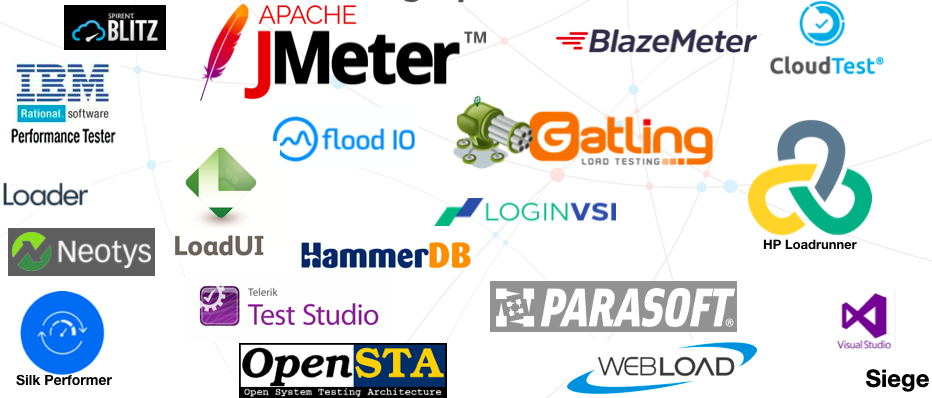 SPIRENT
BLITZ
APACHE
JMeter™
BlazeMeter
CloudTest®
IBM
Rational software
Performance Tester
flood IO
Gatling
LOAD TESTING
Loader
LoadUI
LOGINVSI
HP Loadrunner
Neotys
HammerDB
Telerik
Test Studio
PARASOFT®
Visual Studio
Silk Performer
OpenSTA
Open System Testing Architecture
WEBLOAD
Siege